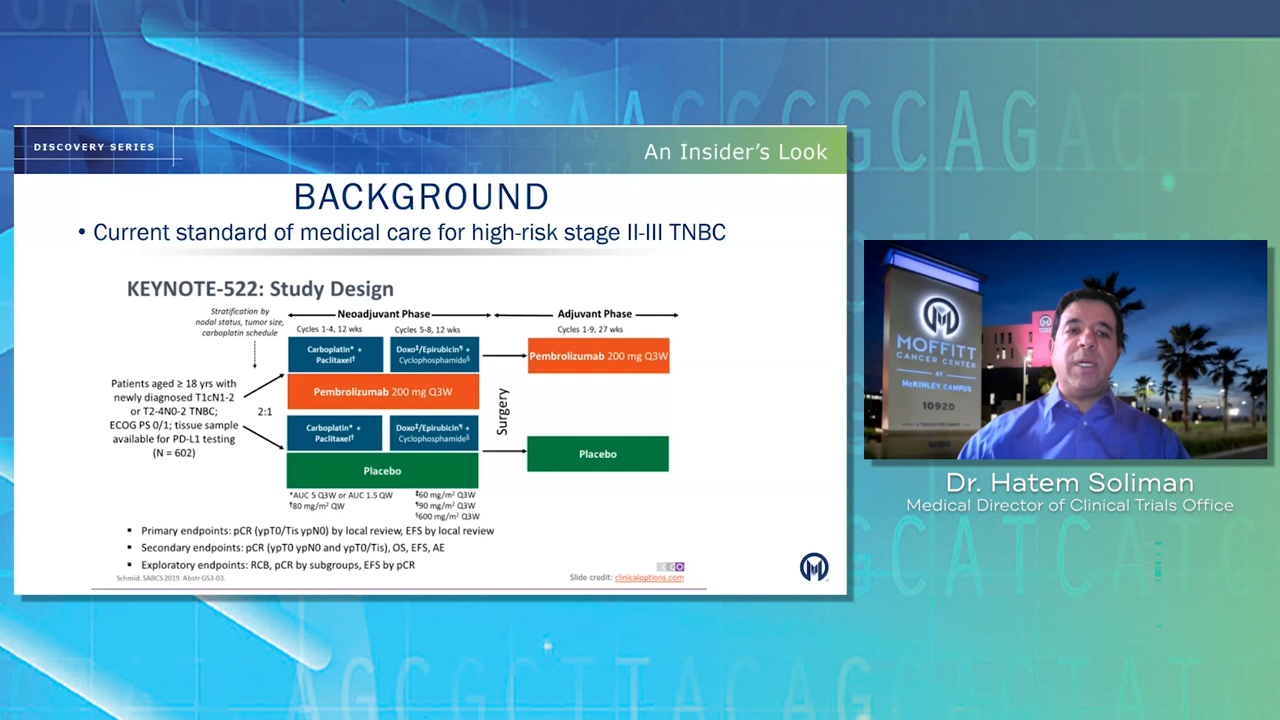 DISCOVERY SERIES
An Insider's Look
BACKGROUND
• Current standard of medical care for high-risk stage II-III TNBC
KEYNOTE-522: Study Design
Stratification by
nodal status, tumor size,
carboplatin schedule
Neoadjuvant Phase
Adjuvant Phase
Cycles 1-4, 12 wks
Cycles 5-8, 12 wks
Cycles 1-9, 27 wks
Carboplatin* +
Paclitaxel†
Doxo‡/Epirubicin¶ +
Cyclophosphamide§
Pembrolizumab 200 mg Q3W
Pembrolizumab 200 mg Q3W
Patients aged ≥ 18 yrs with
newly diagnosed T1cN1-2
or T2-4N0-2 TNBC;
ECOG PS 0/1; tissue sample
available for PD-L1 testing
(N = 602)
2:1
Surgery
Carboplatin* +
Paclitaxel†
Doxo‡/Epirubicin¶ +
Cyclophosphamide§
Placebo
Placebo
*AUC 5 Q3W or AUC 1.5 QW
†80 mg/m² QW
‡60 mg/m² Q3W
¶90 mg/m² Q3W
§600 mg/m² Q3W
▪ Primary endpoints: pCR (ypT0/Tis ypN0) by local review, EFS by local review
▪ Secondary endpoints: pCR (ypT0 ypN0 and ypT0/Tis), OS, EFS, AE
▪ Exploratory endpoints: RCB, pCR by subgroups, EFS by pCR
Schmid. SABCS 2019. Abstr GS3-03.
Slide credit: clinicaloptions.com
MOFFITT
CANCER CENTER
AT
McKINLEY CAMPUS
10920
Dr. Hatem Soliman
Medical Director of Clinical Trials Office